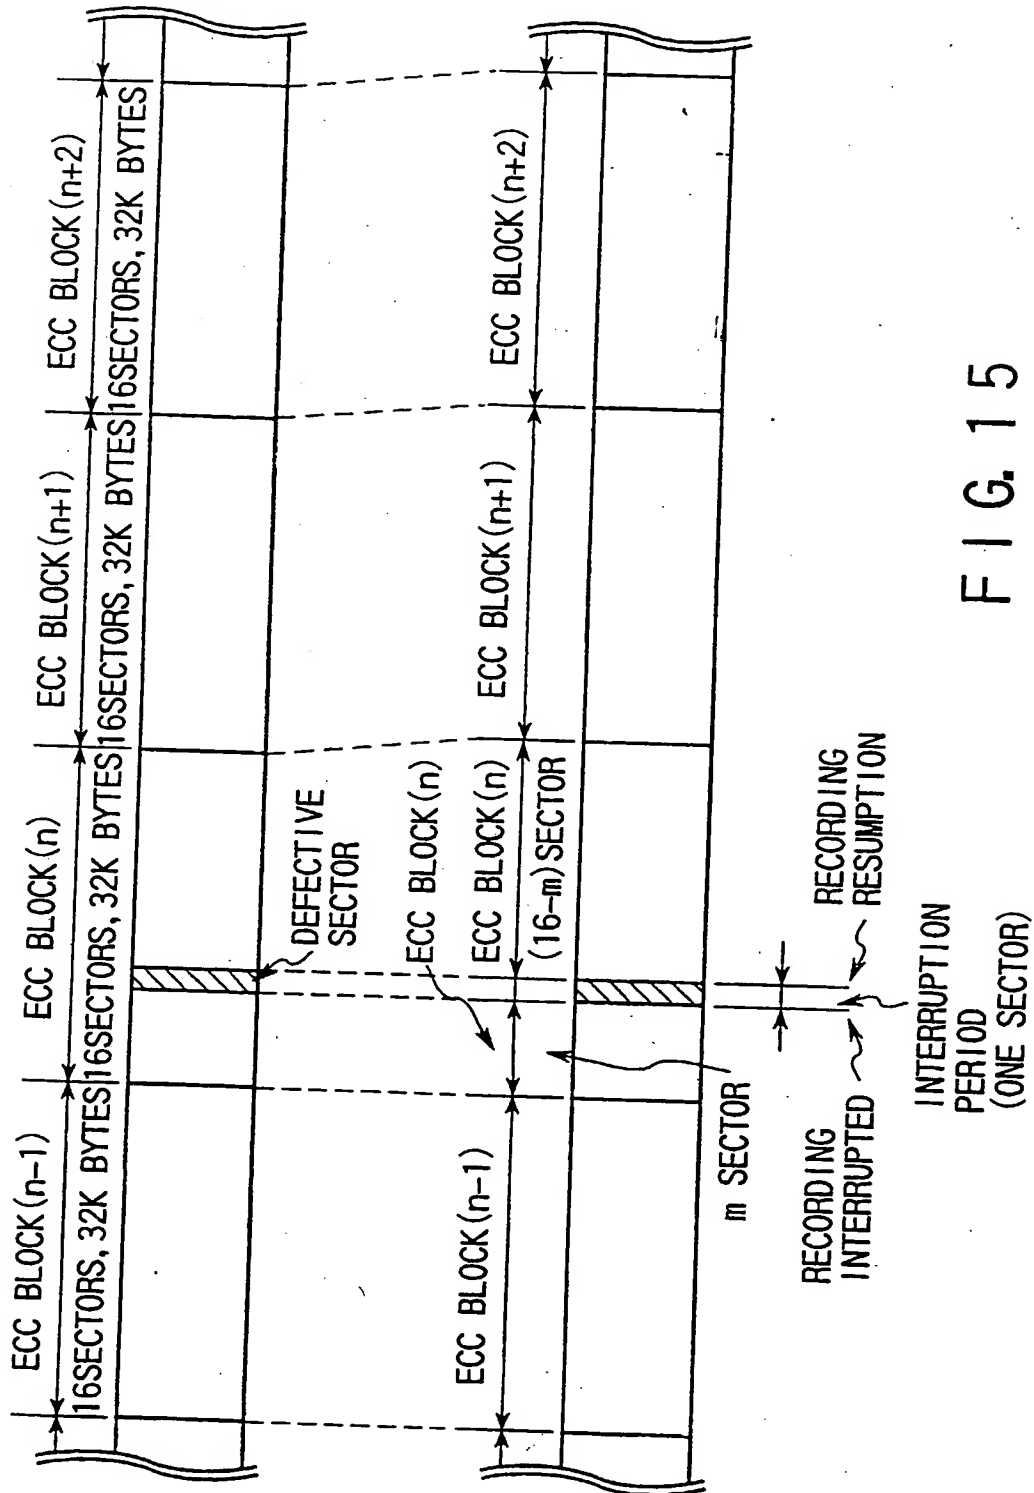 ECC BLOCK(n-1)
ECC BLOCK(n)
ECC BLOCK(n+1)
ECC BLOCK(n+2)
16SECTORS, 32K BYTES
16SECTORS, 32K BYTES
16SECTORS, 32K BYTES
16SECTORS, 32K BYTES
DEFECTIVE
SECTOR
ECC BLOCK(n)
ECC BLOCK(n-1)
ECC BLOCK(n)
ECC BLOCK(n+1)
ECC BLOCK(n+2)
(16-m)SECTOR
m SECTOR
RECORDING
INTERRUPTED
RECORDING
RESUMPTION
INTERRUPTION
PERIOD
(ONE SECTOR)
FIG. 15